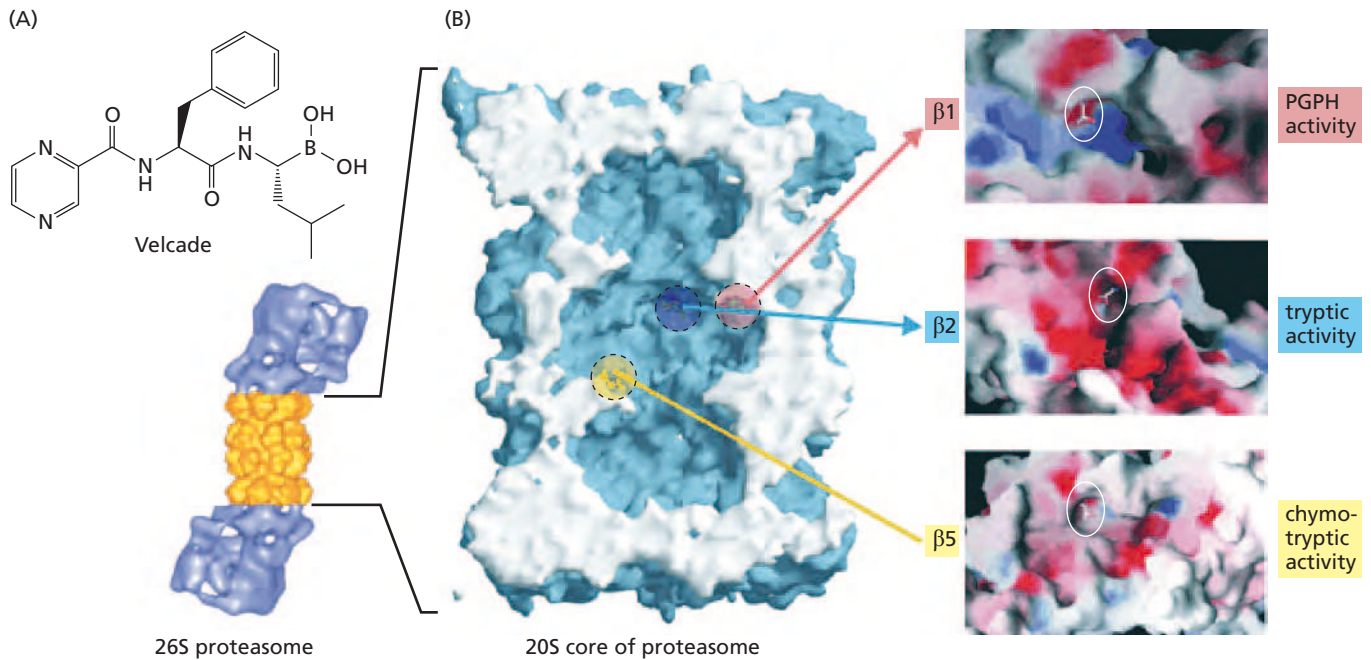 (A)
(B)
O
N
N
N
H
O
H
N
B
OH
OH
Velcade
26S proteasome
20S core of proteasome
β1
PGPH
activity
β2
tryptic
activity
β5
chymo-
tryptic
activity